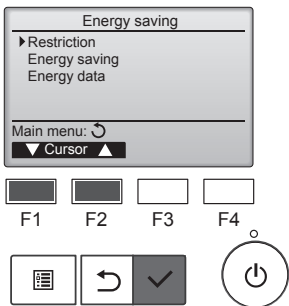 Energy saving
Restriction
Energy saving
Energy data
Main menu:
Cursor
F1 F2 F3 F4